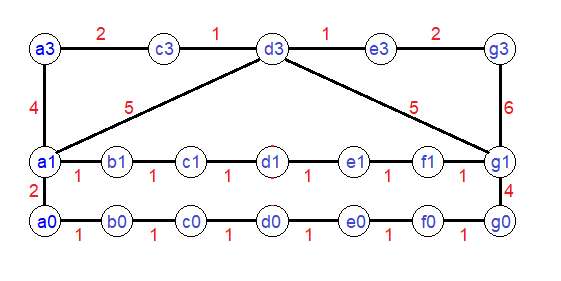 2 1 1 2
a3 c3 d3 e3 g3
4 5 5 6
a1 b1 c1 d1 e1 f1 g1
1 1 1 1 1 1
2 4
a0 b0 c0 d0 e0 f0 g0
1 1 1 1 1 1